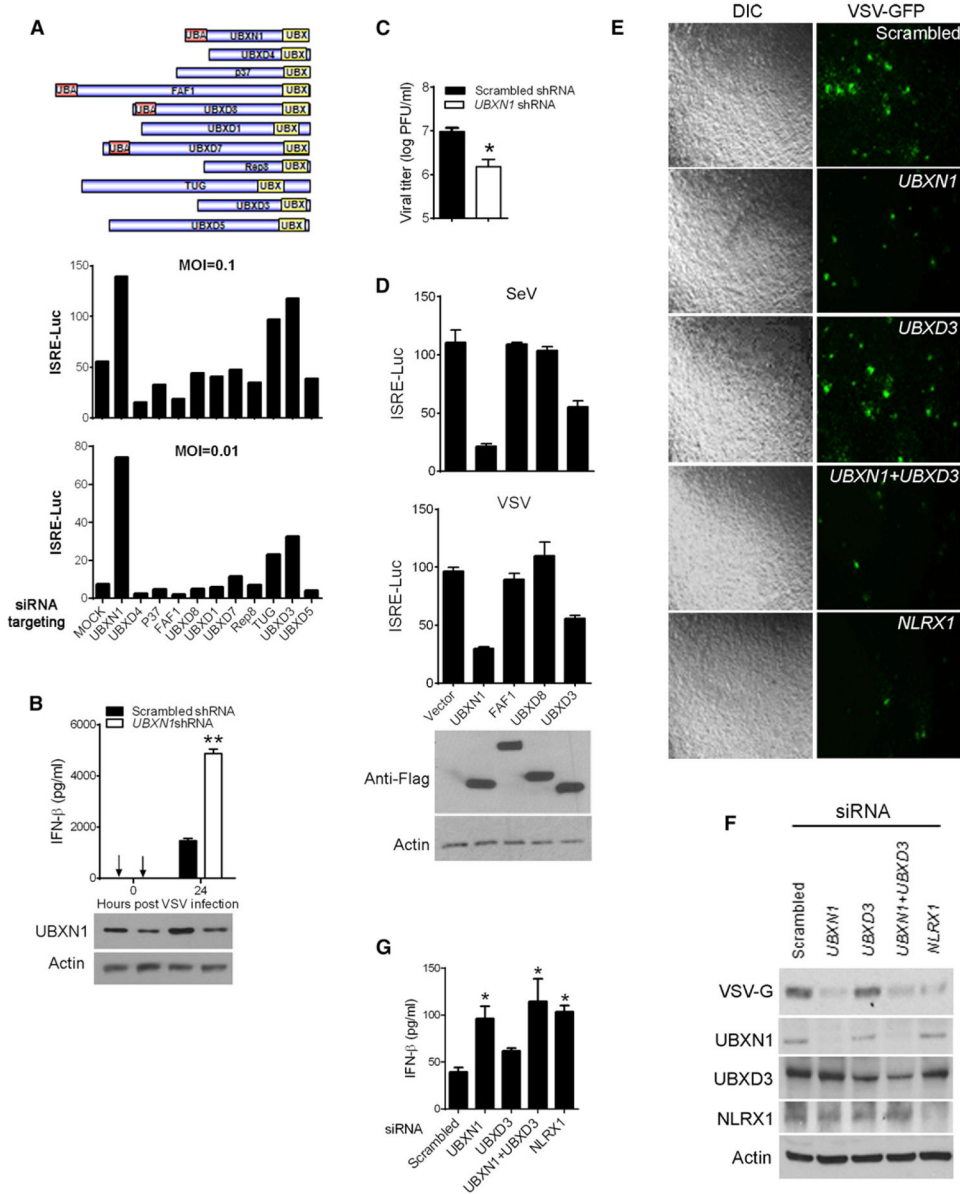 A
UBA UBXN1 UBX
UBXD4 UBX
p37 UBX
UBA FAF1 UBX
UBA UBXD8 UBX
UBXD1 UBX
UBA UBXD7 UBX
Rep8 UBX
TUG UBX
UBXD3 UBX
UBXD5 UBX
MOI=0.1
ISRE-Luc
150
100
50
0
MOI=0.01
ISRE-Luc
80
60
40
20
0
siRNA targeting
MOCK
UBXN1
UBXD4
P37
FAF1
UBXD8
UBXD1
UBXD7
Rep8
TUG
UBXD3
UBXD5
B
Scrambled shRNA
UBXN1shRNA
IFN-β (pg/ml)
6000
4000
2000
0
**
0 24
Hours post VSV infection
UBXN1
Actin
C
Scrambled shRNA
UBXN1 shRNA
Viral titer (log PFU/ml)
8
7
6
5
*
D
SeV
ISRE-Luc
150
100
50
0
VSV
ISRE-Luc
150
100
50
0
Vector
UBXN1
FAF1
UBXD8
UBXD3
Anti-Flag
Actin
E
DIC VSV-GFP
Scrambled
UBXN1
UBXD3
UBXN1+UBXD3
NLRX1
F
siRNA
Scrambled
UBXN1
UBXD3
UBXN1+UBXD3
NLRX1
VSV-G
UBXN1
UBXD3
NLRX1
Actin
G
IFN-β (pg/ml)
150
100
50
0
* * *
siRNA
Scrambled
UBXN1
UBXD3
UBXN1+UBXD3
NLRX1